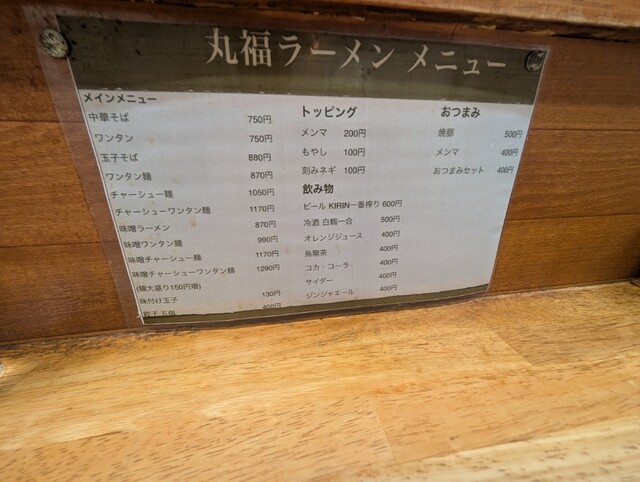 丸福ラーメン メニュー
メインメニュー
中華そば 750円
ワンタン 750円
玉子そば 880円
ワンタン麺 870円
チャーシュー麺 1050円
チャーシューワンタン麺 1170円
味噌ラーメン 870円
味噌ワンタン麺 990円
味噌チャーシュー麺 1170円
味噌チャーシューワンタン麺 1290円
(麺大盛り150円増)
味付け玉子 130円
餃子 五個 400円
トッピング
メンマ 200円
もやし 100円
刻みネギ 100円
飲み物
ビール KIRIN一番搾り 600円
冷酒 白鶴一合 500円
オレンジジュース 400円
烏龍茶 400円
コカ・コーラ 400円
サイダー 400円
ジンジャエール 400円
おつまみ
焼豚 500円
メンマ 400円
おつまみセット 400円